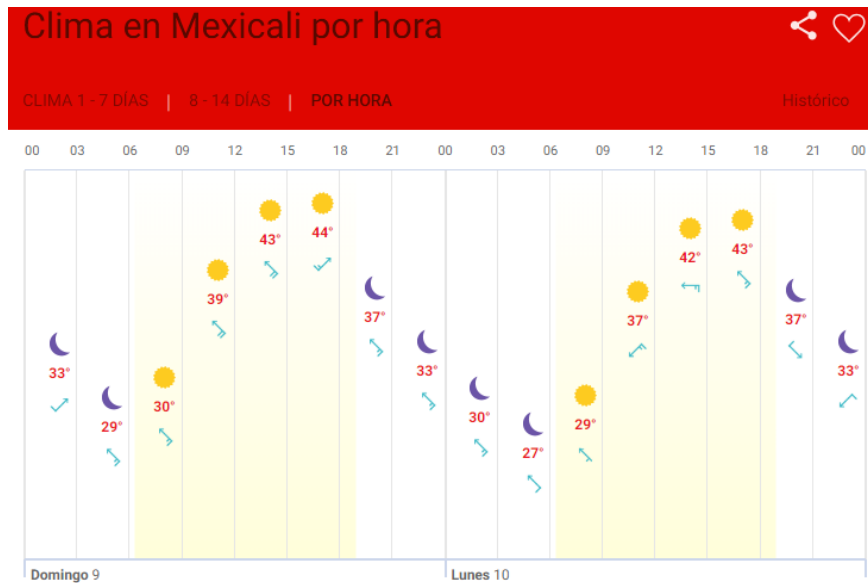 Clima en Mexicali por hora
CLIMA 1 - 7 DÍAS | 8 - 14 DÍAS | POR HORA Histórico
00 03 06 09 12 15 18 21 00 03 06 09 12 15 18 21 00
33° 29° 30° 39° 43° 44° 37° 33° 30° 27° 29° 37° 42° 43° 37° 33°
Domingo 9 Lunes 10